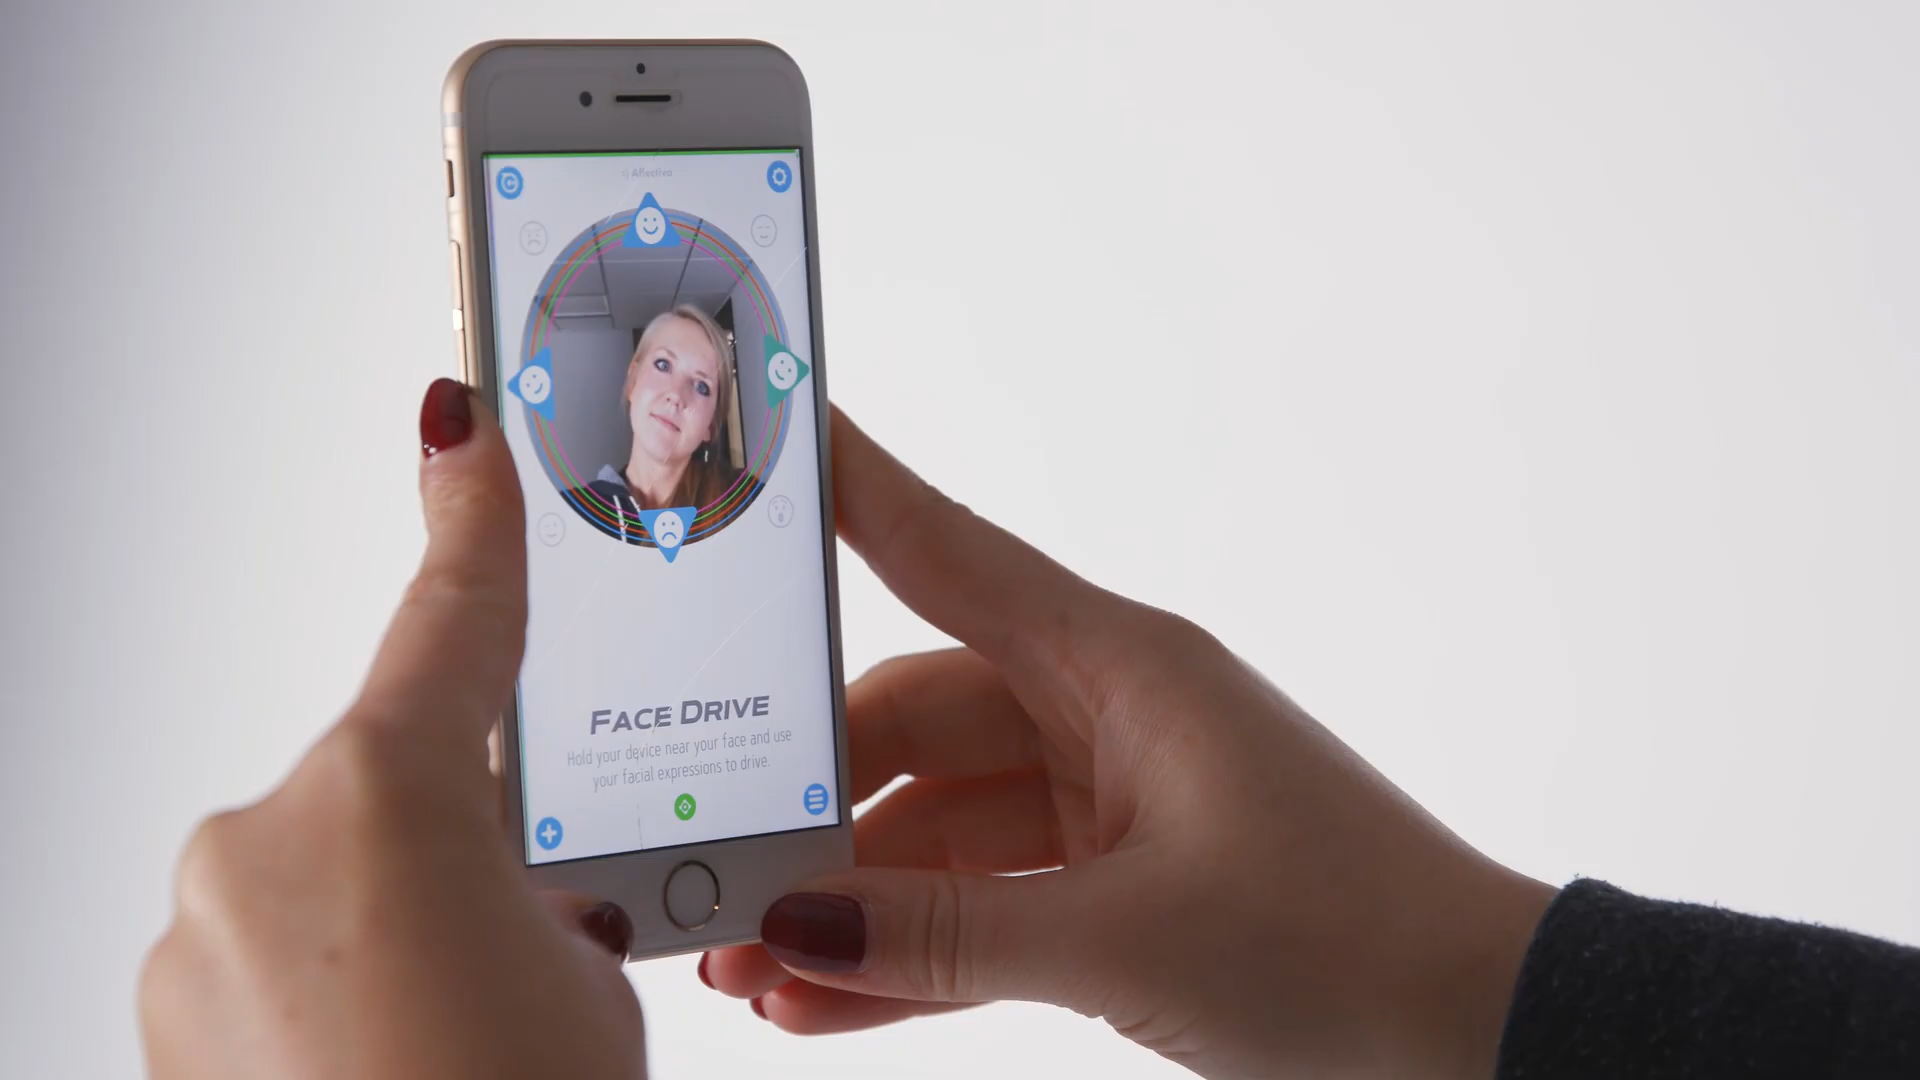 Affectiva
FACE DRIVE
Hold your device near your face and use
your facial expressions to drive.